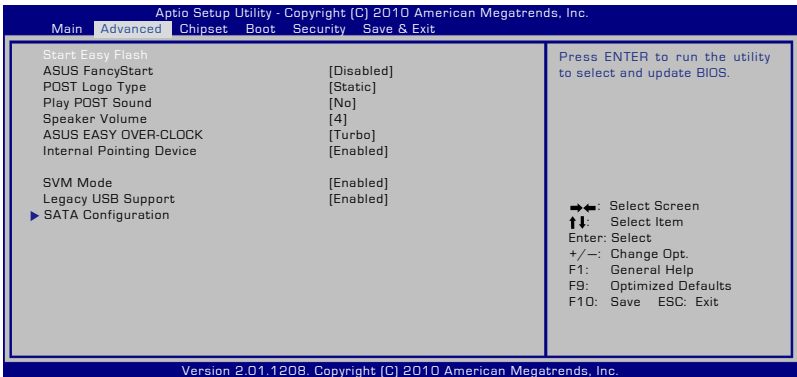 Aptio Setup Utility - Copyright (C) 2010 American Megatrends, Inc.
Main Advanced Chipset Boot Security Save & Exit
Start Easy Flash
ASUS FancyStart [Disabled]
POST Logo Type [Static]
Play POST Sound [No]
Speaker Volume [4]
ASUS EASY OVER-CLOCK [Turbo]
Internal Pointing Device [Enabled]
SVM Mode [Enabled]
Legacy USB Support [Enabled]
SATA Configuration
Press ENTER to run the utility
to select and update BIOS.
→←: Select Screen
↑↓: Select Item
Enter: Select
+/—: Change Opt.
F1: General Help
F9: Optimized Defaults
F10: Save ESC: Exit
Version 2.01.1208. Copyright (C) 2010 American Megatrends, Inc.